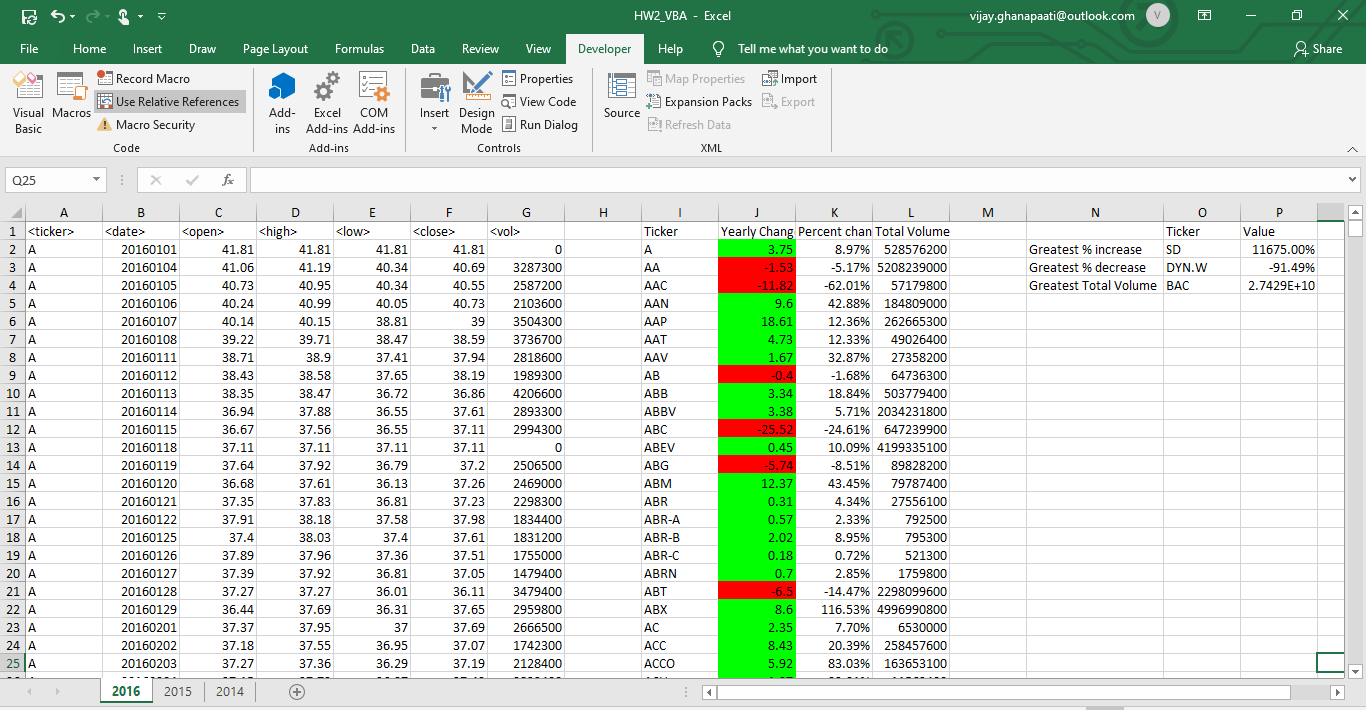 HW2_VBA - Excel vijay.ghanapaati@outlook.com V
File Home Insert Draw Page Layout Formulas Data Review View Developer Help Tell me what you want to do Share
Visual Basic
Macros
Record Macro
Use Relative References
Macro Security
Code
Add-ins
Excel Add-ins
COM Add-ins
Add-ins
Insert
Design Mode
Properties
View Code
Run Dialog
Controls
Source
Map Properties
Expansion Packs
Refresh Data
Import
Export
XML
Q25 fx
A B C D E F G H I J K L M N O P
1 <ticker> <date> <open> <high> <low> <close> <vol> Ticker Yearly Chang Percent chan Total Volume Ticker Value
2 A 20160101 41.81 41.81 41.81 41.81 0 A 3.75 8.97% 528576200 Greatest % increase SD 11675.00%
3 A 20160104 41.06 41.19 40.34 40.69 3287300 AA -1.53 -5.17% 5208239000 Greatest % decrease DYN.W -91.49%
4 A 20160105 40.73 40.95 40.34 40.55 2587200 AAC -11.82 -62.01% 57179800 Greatest Total Volume BAC 2.7429E+10
5 A 20160106 40.24 40.99 40.05 40.73 2103600 AAN 9.6 42.88% 184809000
6 A 20160107 40.14 40.15 38.81 39 3504300 AAP 18.61 12.36% 262665300
7 A 20160108 39.22 39.71 38.47 38.59 3736700 AAT 4.73 12.33% 49026400
8 A 20160111 38.71 38.9 37.41 37.94 2818600 AAV 1.67 32.87% 27358200
9 A 20160112 38.43 38.58 37.65 38.19 1989300 AB -0.4 -1.68% 64736300
10 A 20160113 38.35 38.47 36.72 36.86 4206600 ABB 3.34 18.84% 503779400
11 A 20160114 36.94 37.88 36.55 37.61 2893300 ABBV 3.38 5.71% 2034231800
12 A 20160115 36.67 37.56 36.55 37.11 2994300 ABC -25.52 -24.61% 647239900
13 A 20160118 37.11 37.11 37.11 37.11 0 ABEV 0.45 10.09% 4199335100
14 A 20160119 37.64 37.92 36.79 37.2 2506500 ABG -5.74 -8.51% 89828200
15 A 20160120 36.68 37.61 36.13 37.26 2469000 ABM 12.37 43.45% 79787400
16 A 20160121 37.35 37.83 36.81 37.23 2298300 ABR 0.31 4.34% 27556100
17 A 20160122 37.91 38.18 37.58 37.98 1834400 ABR-A 0.57 2.33% 792500
18 A 20160125 37.4 38.03 37.4 37.61 1831200 ABR-B 2.02 8.95% 795300
19 A 20160126 37.89 37.96 37.36 37.51 1755000 ABR-C 0.18 0.72% 521300
20 A 20160127 37.39 37.92 36.81 37.05 1479400 ABRN 0.7 2.85% 1759800
21 A 20160128 37.27 37.27 36.01 36.11 3479400 ABT -6.5 -14.47% 2298099600
22 A 20160129 36.44 37.69 36.31 37.65 2959800 ABX 8.6 116.53% 4996990800
23 A 20160201 37.37 37.95 37 37.69 2666500 AC 2.35 7.70% 6530000
24 A 20160202 37.18 37.55 36.95 37.07 1742300 ACC 8.43 20.39% 258457600
25 A 20160203 37.27 37.36 36.29 37.19 2128400 ACCO 5.92 83.03% 163653100
2016 2015 2014